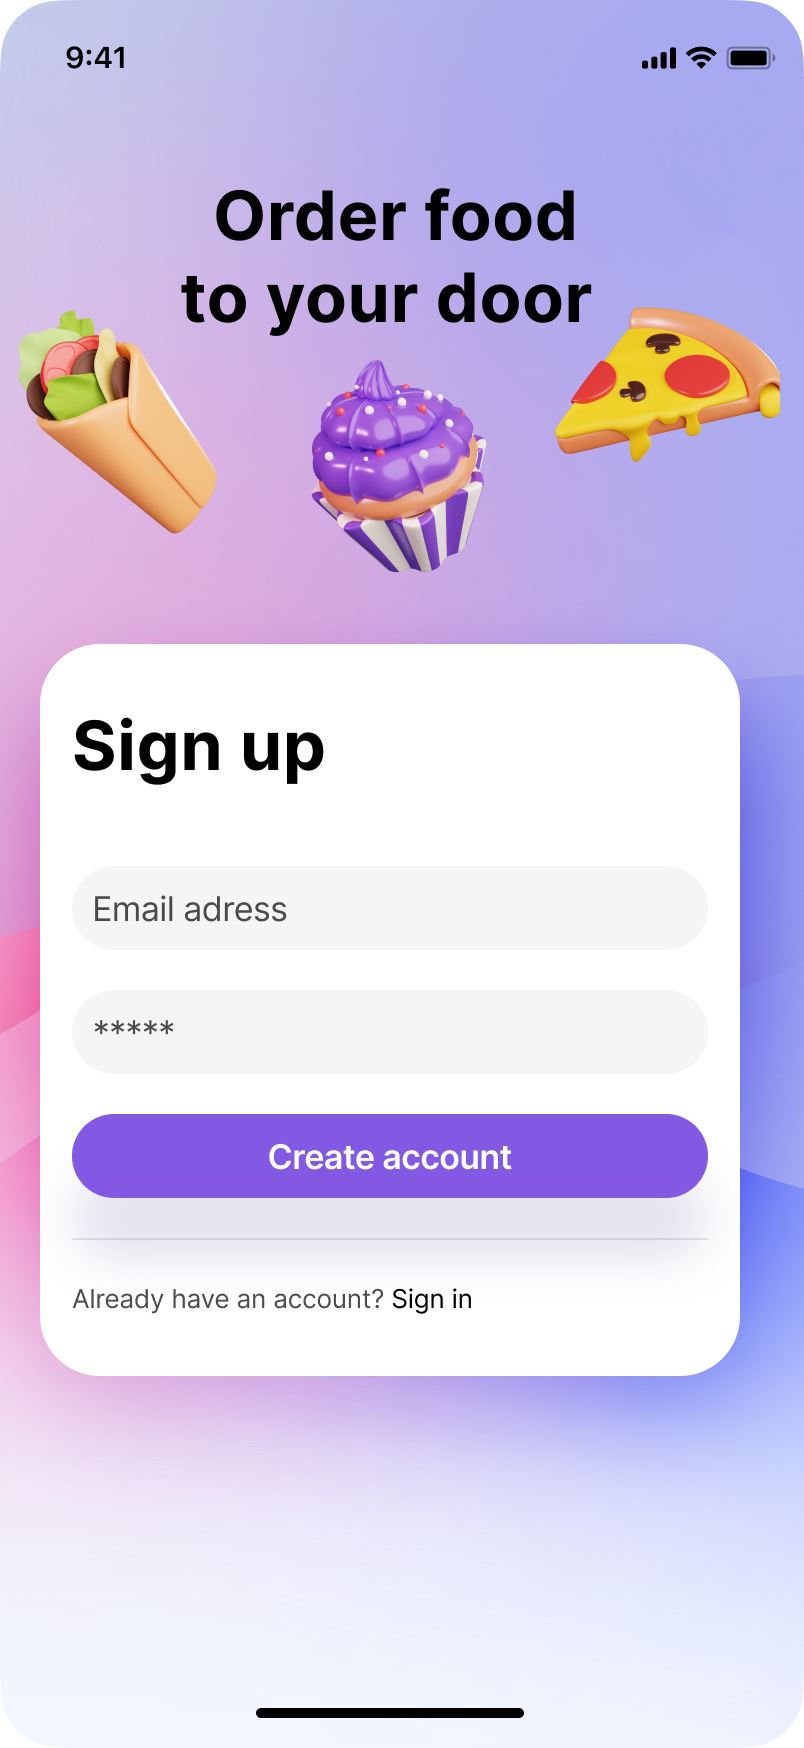 9:41
Order food
to your door
Sign up
Email adress
*****
Create account
Already have an account? Sign in